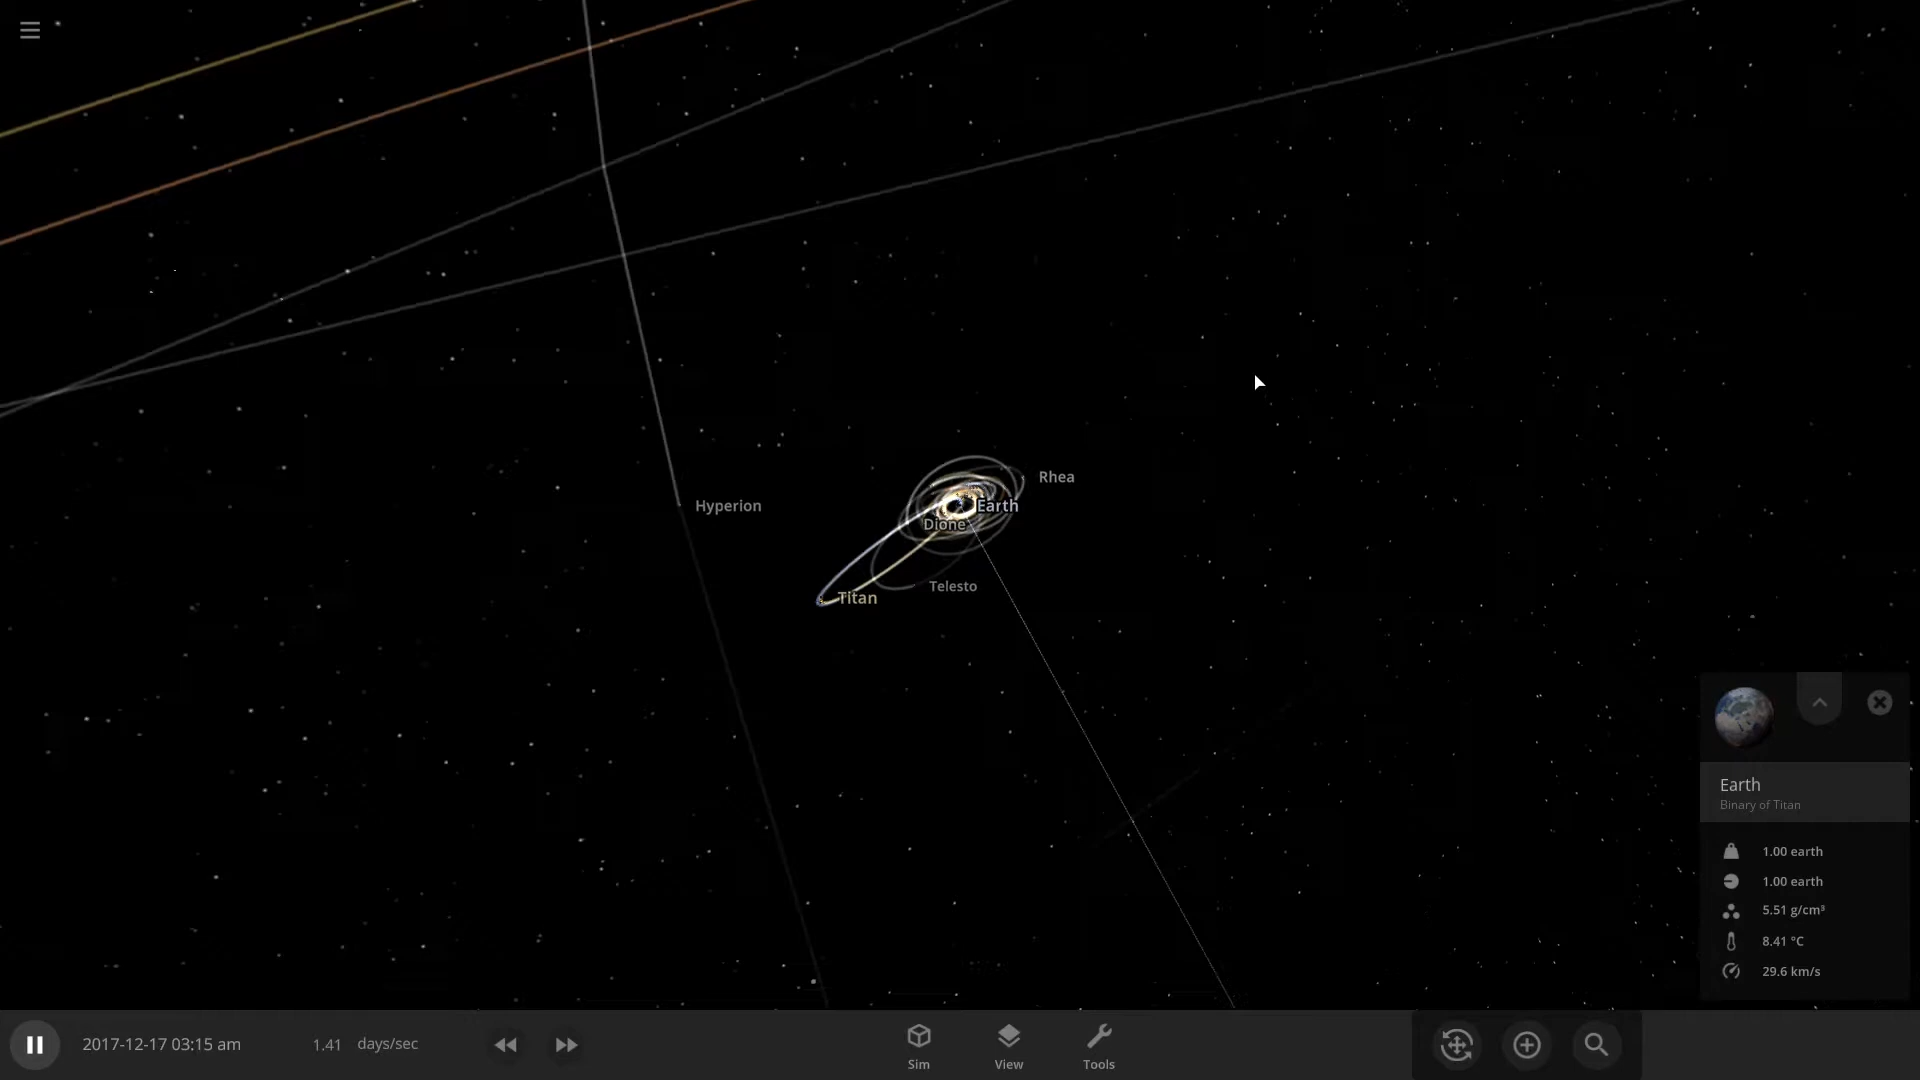 Rhea
Hyperion
Earth
Dione
Telesto
Titan
Earth
Binary of Titan
1.00 earth
1.00 earth
5.51 g/cm³
8.41 °C
29.6 km/s
2017-12-17 03:15 am
1.41 days/sec
Sim
View
Tools